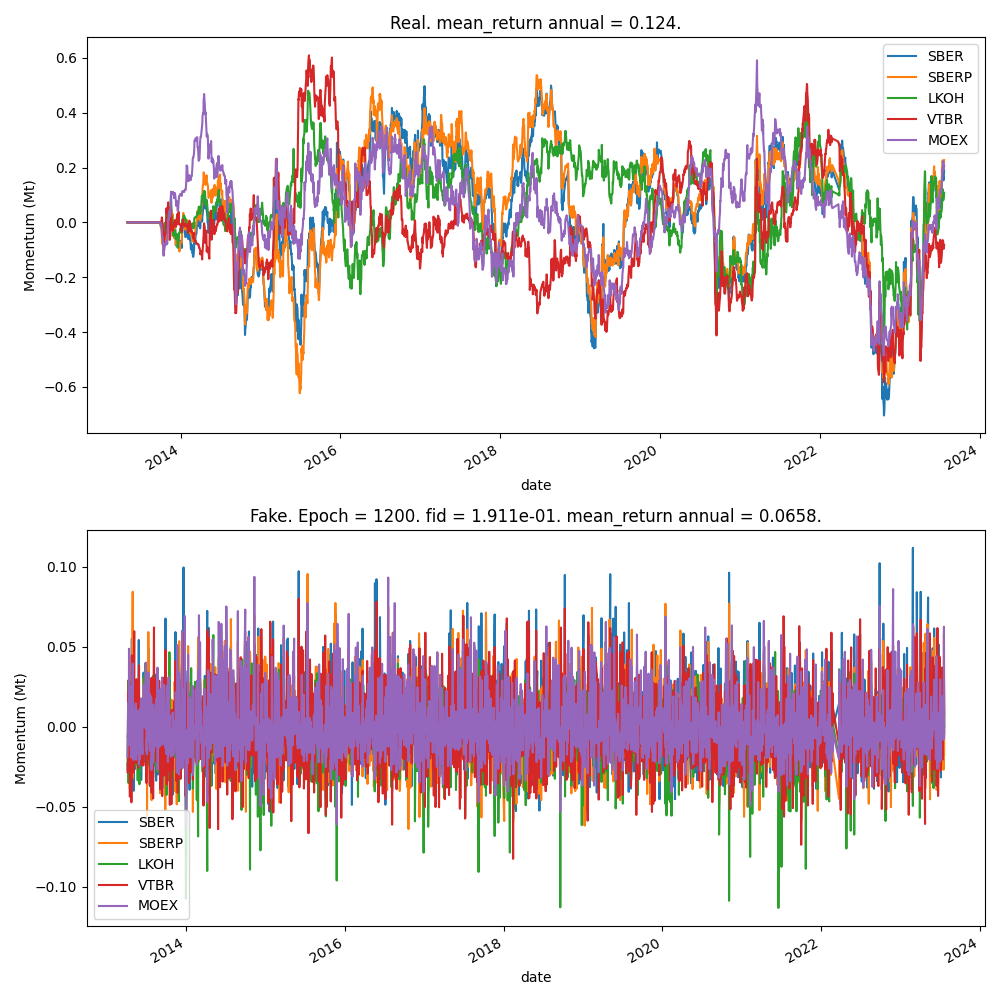 Real. mean_return annual = 0.124.
Momentum (Mt)
0.6
0.4
0.2
0.0
−0.2
−0.4
−0.6
SBER
SBERP
LKOH
VTBR
MOEX
2014
2016
2018
2020
2022
2024
date
Fake. Epoch = 1200. fid = 1.911e-01. mean_return annual = 0.0658.
Momentum (Mt)
0.10
0.05
0.00
−0.05
−0.10
SBER
SBERP
LKOH
VTBR
MOEX
2014
2016
2018
2020
2022
2024
date